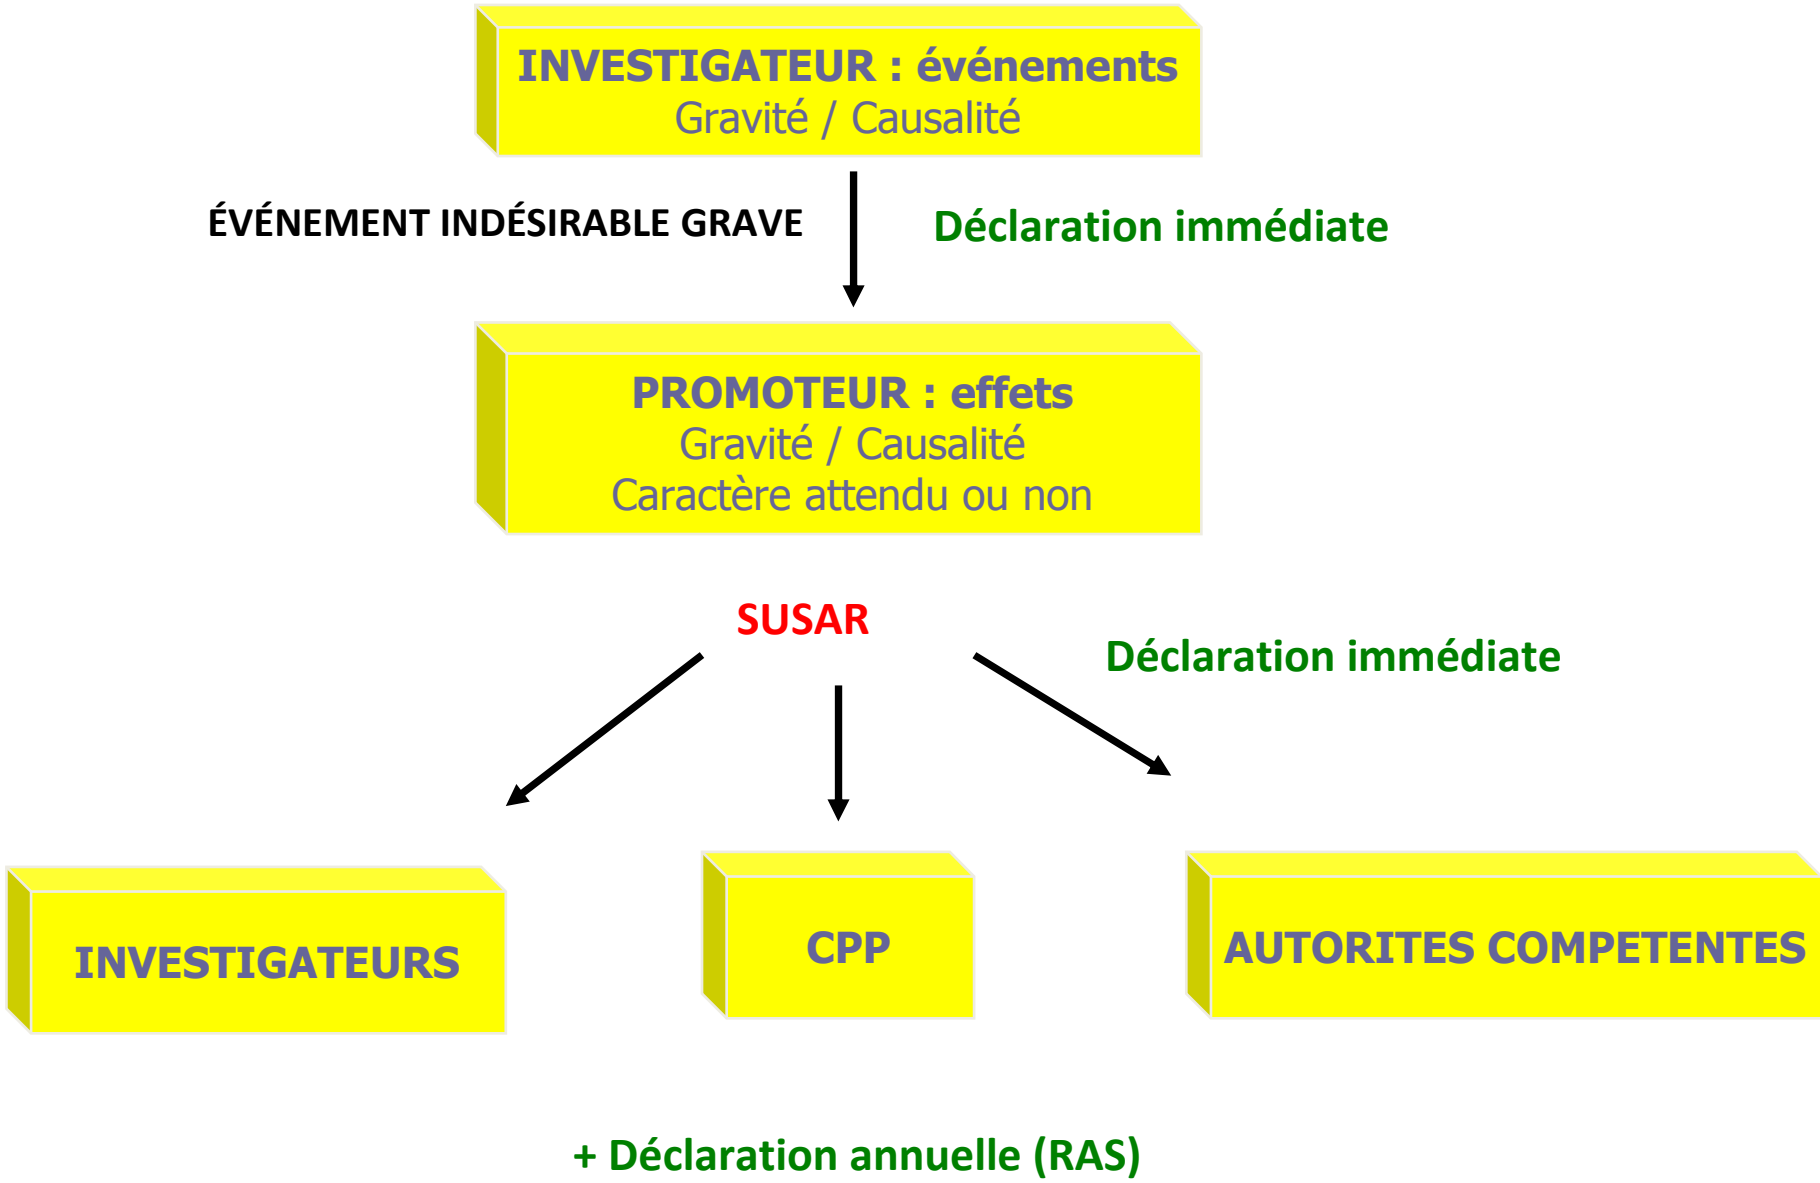 INVESTIGATEUR : événements
Gravité / Causalité
ÉVÉNEMENT INDÉSIRABLE GRAVE
Déclaration immédiate
PROMOTEUR : effets
Gravité / Causalité
Caractère attendu ou non
SUSAR
Déclaration immédiate
INVESTIGATEURS
CPP
AUTORITES COMPETENTES
+ Déclaration annuelle (RAS)